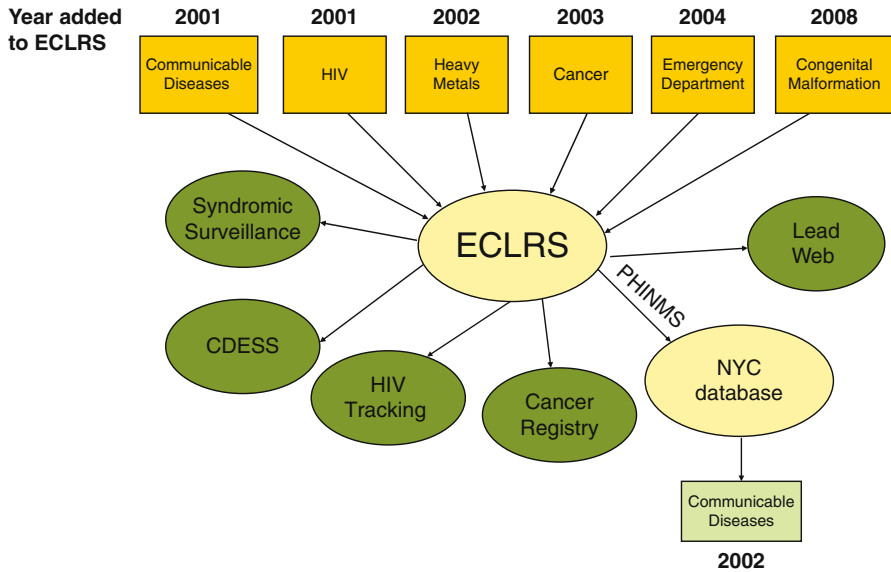 Year added
to ECLRS
2001
2001
2002
2003
2004
2008
Communicable
Diseases
HIV
Heavy
Metals
Cancer
Emergency
Department
Congenital
Malformation
Syndromic
Surveillance
ECLRS
Lead
Web
PHINMS
CDESS
HIV
Tracking
Cancer
Registry
NYC
database
Communicable
Diseases
2002